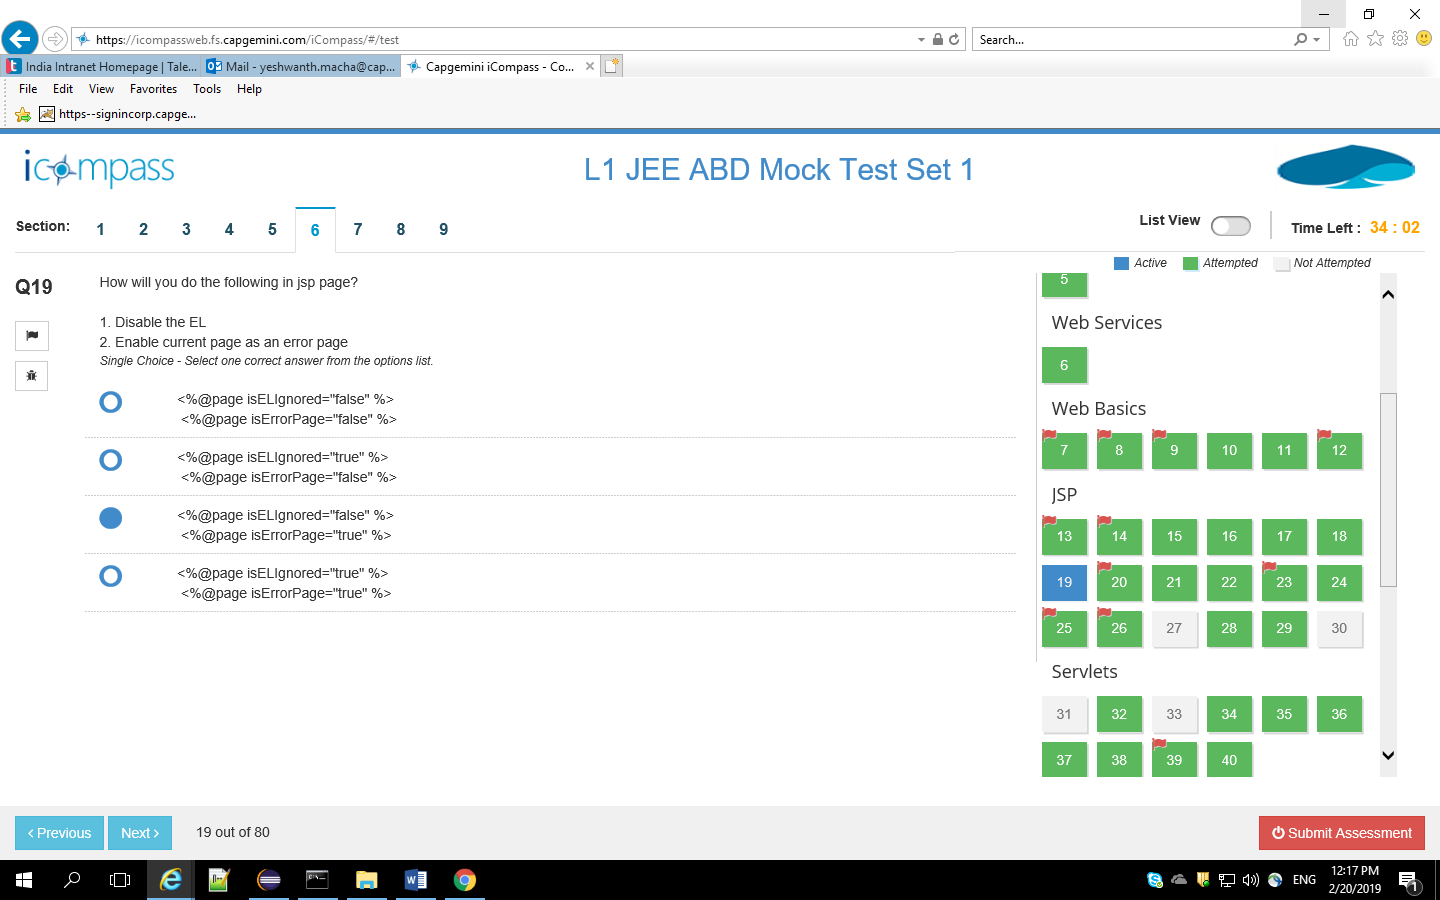 https://icompassweb.fs.capgemini.com/iCompass/#/test
Search...
India Intranet Homepage | Tale...
Mail - yeshwanth.macha@cap...
Capgemini iCompass - Co...
File Edit View Favorites Tools Help
https--signincorp.capge...
icompass
L1 JEE ABD Mock Test Set 1
Section: 1 2 3 4 5 6 7 8 9
List View
Time Left : 34 : 02
Active Attempted Not Attempted
Q19
How will you do the following in jsp page?
1. Disable the EL
2. Enable current page as an error page
Single Choice - Select one correct answer from the options list.
<%@page isELIgnored="false" %>
<%@page isErrorPage="false" %>
<%@page isELIgnored="true" %>
<%@page isErrorPage="false" %>
<%@page isELIgnored="false" %>
<%@page isErrorPage="true" %>
<%@page isELIgnored="true" %>
<%@page isErrorPage="true" %>
5
Web Services
6
Web Basics
7 8 9 10 11 12
JSP
13 14 15 16 17 18
19 20 21 22 23 24
25 26 27 28 29 30
Servlets
31 32 33 34 35 36
37 38 39 40
Previous
Next
19 out of 80
Submit Assessment
ENG
12:17 PM
2/20/2019
1